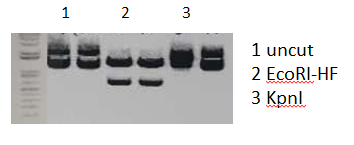 1 2 3
1 uncut
2 EcoRI-HF
3 KpnI